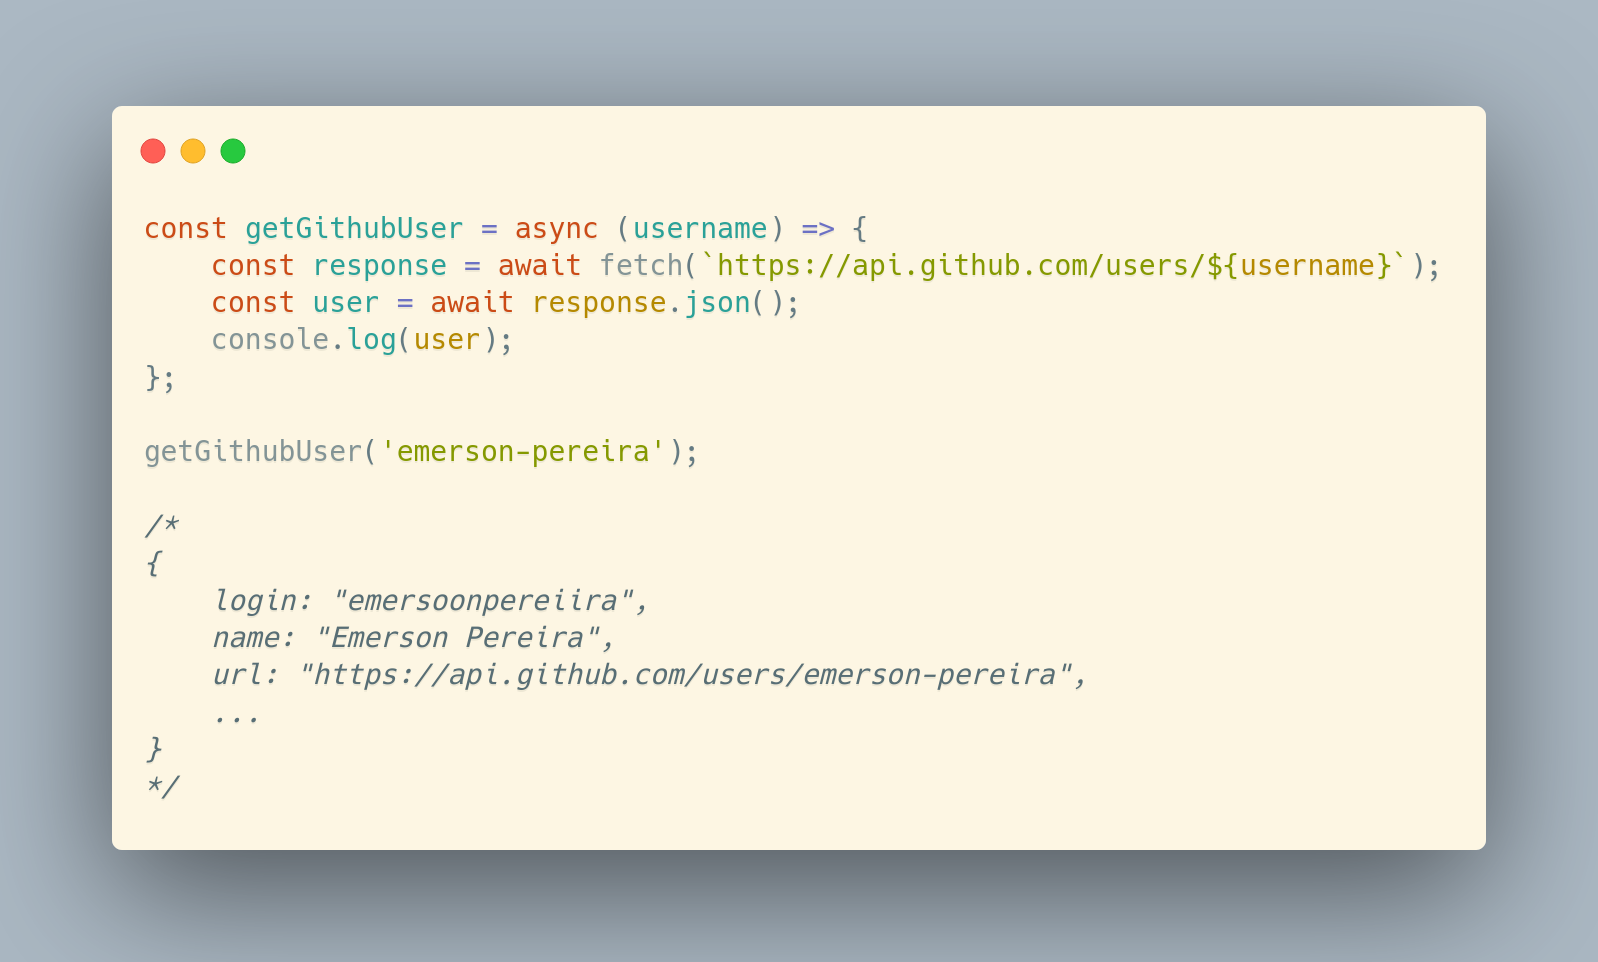 const getGithubUser = async (username) => {
    const response = await fetch(`https://api.github.com/users/${username}`);
    const user = await response.json();
    console.log(user);
};

getGithubUser('emerson-pereira');

/*
{
    login: "emersoonpereiira",
    name: "Emerson Pereira",
    url: "https://api.github.com/users/emerson-pereira",
    ...
}
*/